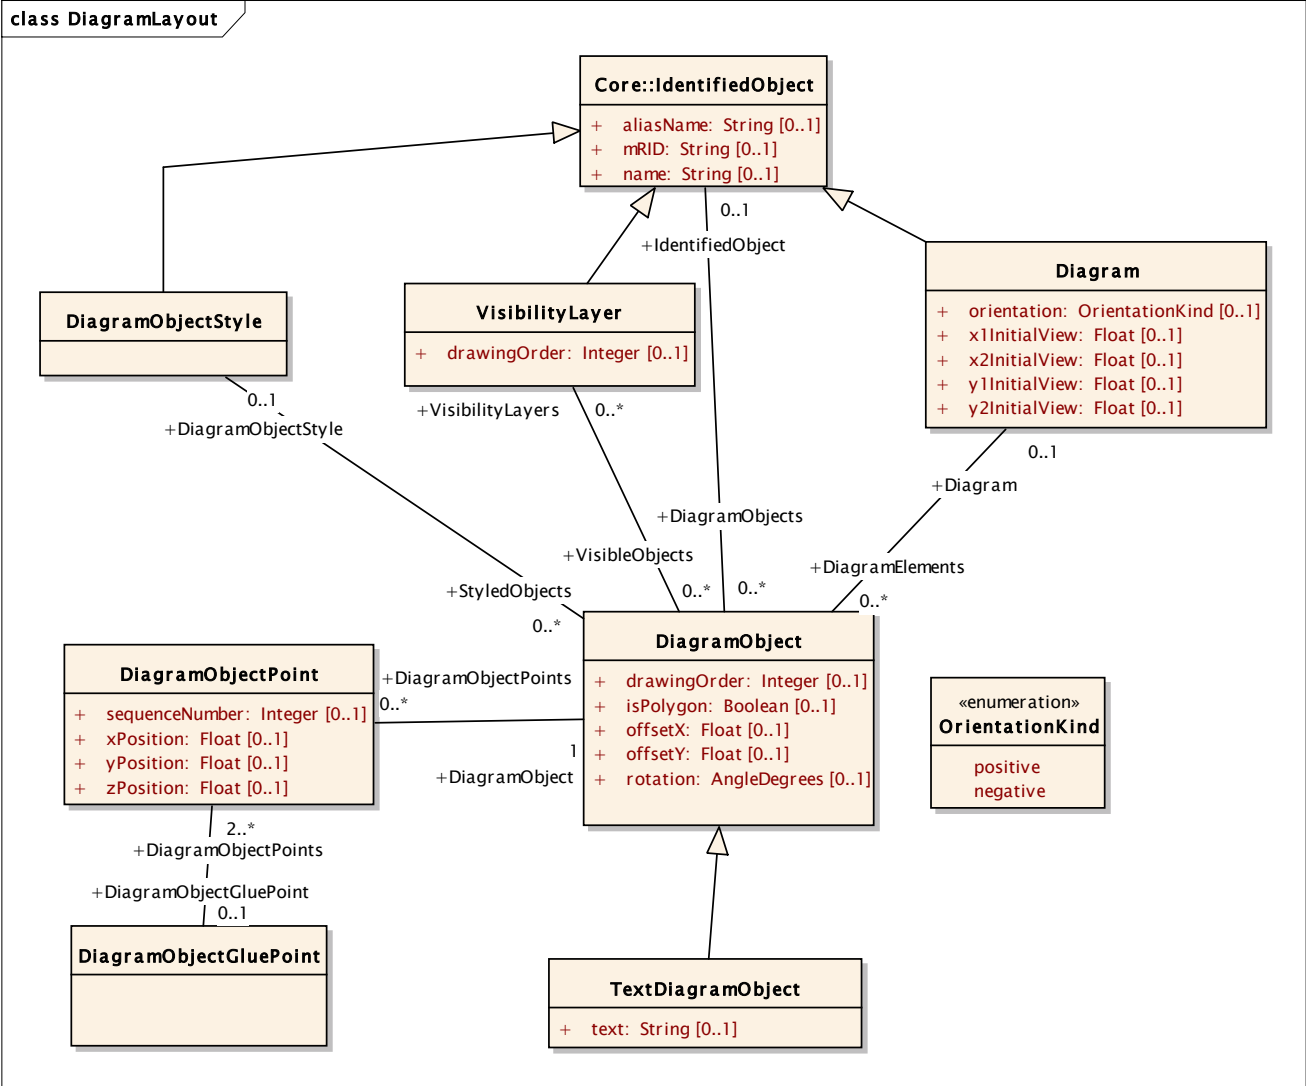 class DiagramLayout
Core::IdentifiedObject
+ aliasName: String [0..1]
+ mRID: String [0..1]
+ name: String [0..1]
0..1
+IdentifiedObject
Diagram
+ orientation: OrientationKind [0..1]
+ x1InitialView: Float [0..1]
+ x2InitialView: Float [0..1]
+ y1InitialView: Float [0..1]
+ y2InitialView: Float [0..1]
DiagramObjectStyle
VisibilityLayer
+ drawingOrder: Integer [0..1]
0..1
+DiagramObjectStyle
+VisibilityLayers 0..*
0..1
+Diagram
+DiagramObjects
+VisibleObjects
+DiagramElements
+StyledObjects
0..*
0..*
0..*
0..*
DiagramObject
+ drawingOrder: Integer [0..1]
+ isPolygon: Boolean [0..1]
+ offsetX: Float [0..1]
+ offsetY: Float [0..1]
+ rotation: AngleDegrees [0..1]
DiagramObjectPoint
+ sequenceNumber: Integer [0..1]
+ xPosition: Float [0..1]
+ yPosition: Float [0..1]
+ zPosition: Float [0..1]
+DiagramObjectPoints
0..*
1
+DiagramObject
«enumeration»
OrientationKind
positive
negative
2..*
+DiagramObjectPoints
+DiagramObjectGluePoint
0..1
DiagramObjectGluePoint
TextDiagramObject
+ text: String [0..1]